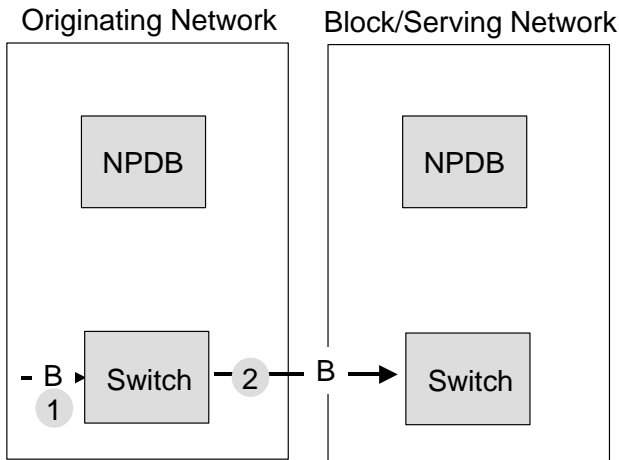 Originating Network
Block/Serving Network
NPDB
NPDB
B
1
Switch
2
B
Switch